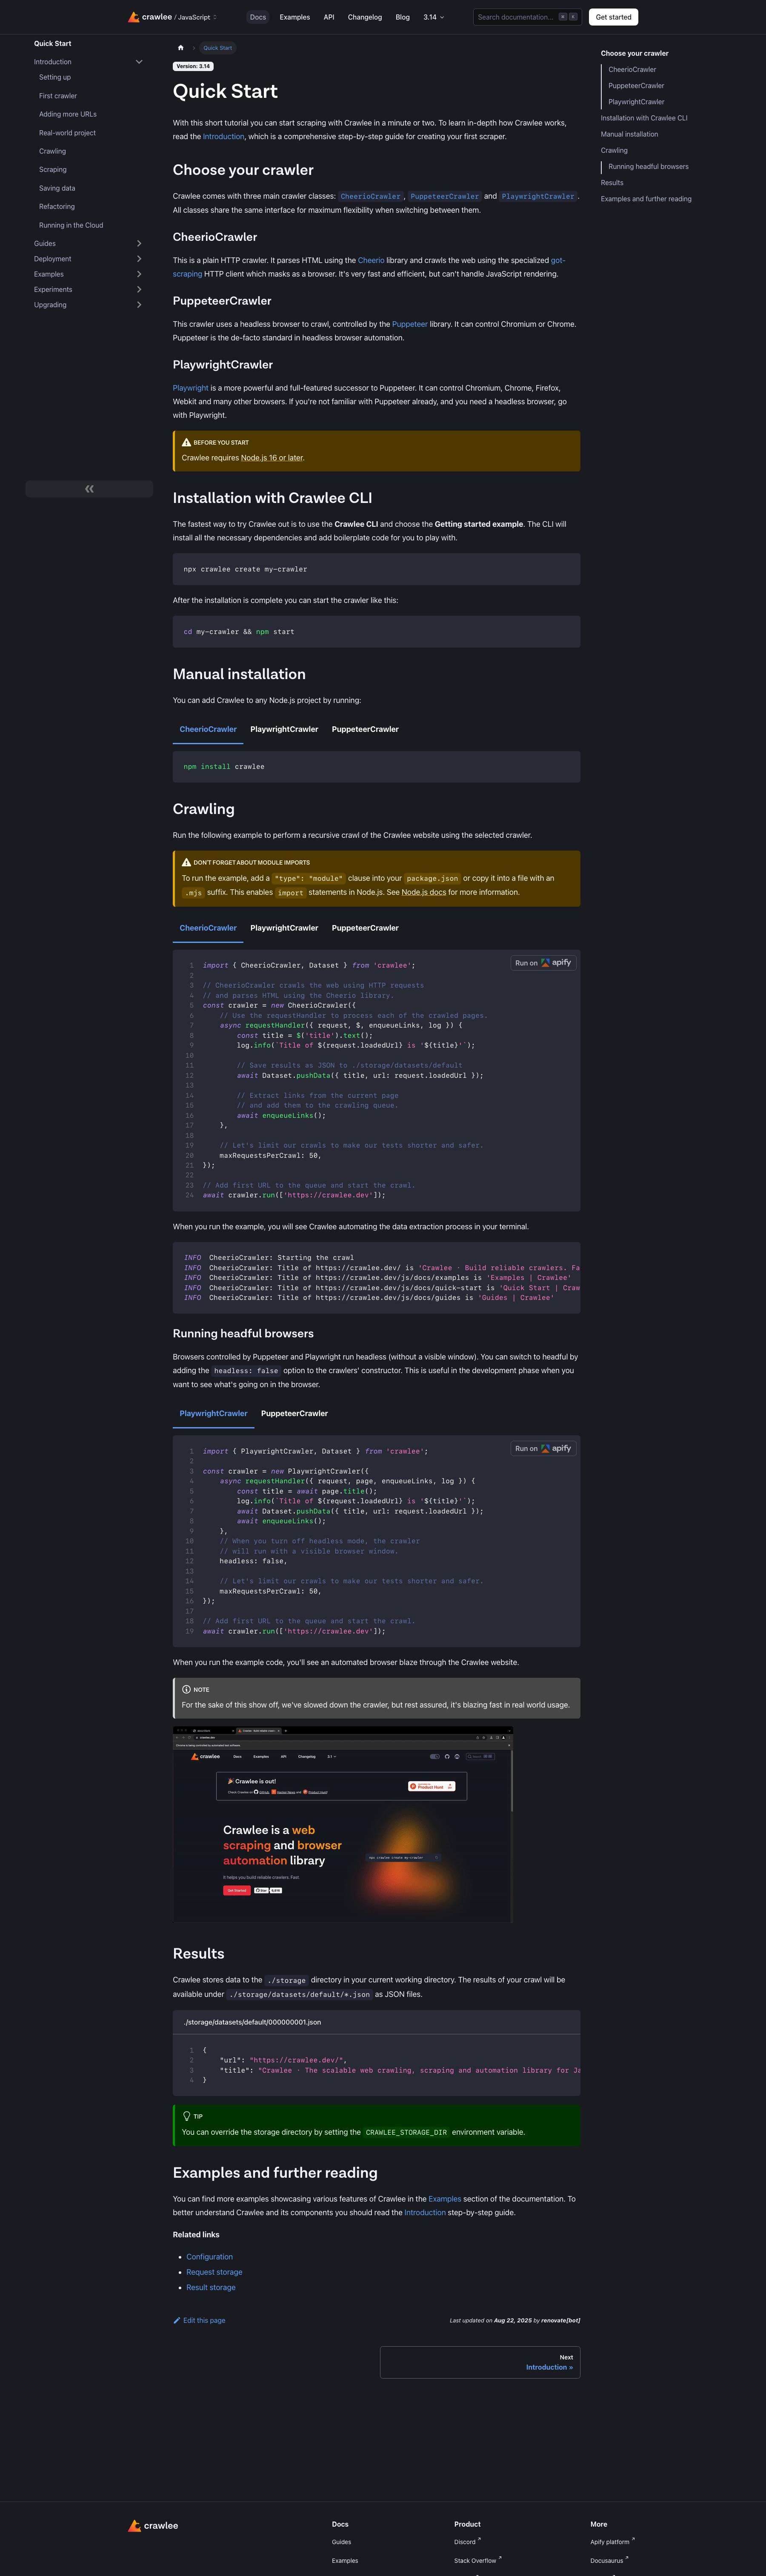 crawlee / JavaScript
Docs
Examples
API
Changelog
Blog
3.14
Search documentation...
⌘ K
Get started
Quick Start
Introduction
Setting up
First crawler
Adding more URLs
Real-world project
Crawling
Scraping
Saving data
Refactoring
Running in the Cloud
Guides
Deployment
Examples
Experiments
Upgrading
Quick Start
Version: 3.14
Quick Start
With this short tutorial you can start scraping with Crawlee in a minute or two. To learn in-depth how Crawlee works,
read the Introduction, which is a comprehensive step-by-step guide for creating your first scraper.
Choose your crawler
Crawlee comes with three main crawler classes: CheerioCrawler, PuppeteerCrawler and PlaywrightCrawler.
All classes share the same interface for maximum flexibility when switching between them.
CheerioCrawler
This is a plain HTTP crawler. It parses HTML using the Cheerio library and crawls the web using the specialized got-
scraping HTTP client which masks as a browser. It's very fast and efficient, but can't handle JavaScript rendering.
PuppeteerCrawler
This crawler uses a headless browser to crawl, controlled by the Puppeteer library. It can control Chromium or Chrome.
Puppeteer is the de-facto standard in headless browser automation.
PlaywrightCrawler
Playwright is a more powerful and full-featured successor to Puppeteer. It can control Chromium, Chrome, Firefox,
Webkit and many other browsers. If you're not familiar with Puppeteer already, and you need a headless browser, go
with Playwright.
BEFORE YOU START
Crawlee requires Node.js 16 or later.
Installation with Crawlee CLI
The fastest way to try Crawlee out is to use the Crawlee CLI and choose the Getting started example. The CLI will
install all the necessary dependencies and add boilerplate code for you to play with.
npx crawlee create my-crawler
After the installation is complete you can start the crawler like this:
cd my-crawler && npm start
Manual installation
You can add Crawlee to any Node.js project by running:
CheerioCrawler
PlaywrightCrawler
PuppeteerCrawler
npm install crawlee
Crawling
Run the following example to perform a recursive crawl of the Crawlee website using the selected crawler.
DON'T FORGET ABOUT MODULE IMPORTS
To run the example, add a "type": "module" clause into your package.json or copy it into a file with an
.mjs suffix. This enables import statements in Node.js. See Node.js docs for more information.
CheerioCrawler
PlaywrightCrawler
PuppeteerCrawler
Run on apify
1 import { CheerioCrawler, Dataset } from 'crawlee';
2
3 // CheerioCrawler crawls the web using HTTP requests
4 // and parses HTML using the Cheerio library.
5 const crawler = new CheerioCrawler({
6 // Use the requestHandler to process each of the crawled pages.
7 async requestHandler({ request, $, enqueueLinks, log }) {
8 const title = $('title').text();
9 log.info(`Title of ${request.loadedUrl} is '${title}'`);
10
11 // Save results as JSON to ./storage/datasets/default
12 await Dataset.pushData({ title, url: request.loadedUrl });
13
14 // Extract links from the current page
15 // and add them to the crawling queue.
16 await enqueueLinks();
17 },
18
19 // Let's limit our crawls to make our tests shorter and safer.
20 maxRequestsPerCrawl: 50,
21 });
22
23 // Add first URL to the queue and start the crawl.
24 await crawler.run(['https://crawlee.dev']);
When you run the example, you will see Crawlee automating the data extraction process in your terminal.
INFO CheerioCrawler: Starting the crawl
INFO CheerioCrawler: Title of https://crawlee.dev/ is 'Crawlee · Build reliable crawlers. Fa
INFO CheerioCrawler: Title of https://crawlee.dev/js/docs/examples is 'Examples | Crawlee'
INFO CheerioCrawler: Title of https://crawlee.dev/js/docs/quick-start is 'Quick Start | Craw
INFO CheerioCrawler: Title of https://crawlee.dev/js/docs/guides is 'Guides | Crawlee'
Running headful browsers
Browsers controlled by Puppeteer and Playwright run headless (without a visible window). You can switch to headful by
adding the headless: false option to the crawlers' constructor. This is useful in the development phase when you
want to see what's going on in the browser.
PlaywrightCrawler
PuppeteerCrawler
Run on apify
1 import { PlaywrightCrawler, Dataset } from 'crawlee';
2
3 const crawler = new PlaywrightCrawler({
4 async requestHandler({ request, page, enqueueLinks, log }) {
5 const title = await page.title();
6 log.info(`Title of ${request.loadedUrl} is '${title}'`);
7 await Dataset.pushData({ title, url: request.loadedUrl });
8 await enqueueLinks();
9 },
10 // When you turn off headless mode, the crawler
11 // will run with a visible browser window.
12 headless: false,
13
14 // Let's limit our crawls to make our tests shorter and safer.
15 maxRequestsPerCrawl: 50,
16 });
17
18 // Add first URL to the queue and start the crawl.
19 await crawler.run(['https://crawlee.dev']);
When you run the example code, you'll see an automated browser blaze through the Crawlee website.
NOTE
For the sake of this show off, we've slowed down the crawler, but rest assured, it's blazing fast in real world usage.
crawlee
Docs
Examples
API
Changelog
3.1
Crawlee is out!
Product Hunt
Crawlee is a web
scraping and browser
automation library
npx crawlee create my-crawler
It helps you build reliable crawlers. Fast.
Get Started
Star
Results
Crawlee stores data to the ./storage directory in your current working directory. The results of your crawl will be
available under ./storage/datasets/default/*.json as JSON files.
./storage/datasets/default/000000001.json
1 {
2 "url": "https://crawlee.dev/",
3 "title": "Crawlee · The scalable web crawling, scraping and automation library for Ja
4 }
TIP
You can override the storage directory by setting the CRAWLEE_STORAGE_DIR environment variable.
Examples and further reading
You can find more examples showcasing various features of Crawlee in the Examples section of the documentation. To
better understand Crawlee and its components you should read the Introduction step-by-step guide.
Related links
Configuration
Request storage
Result storage
Edit this page
Last updated on Aug 22, 2025 by renovate[bot]
Next
Introduction »
Choose your crawler
CheerioCrawler
PuppeteerCrawler
PlaywrightCrawler
Installation with Crawlee CLI
Manual installation
Crawling
Running headful browsers
Results
Examples and further reading
crawlee
Docs
Guides
Examples
Product
Discord
Stack Overflow
More
Apify platform
Docusaurus